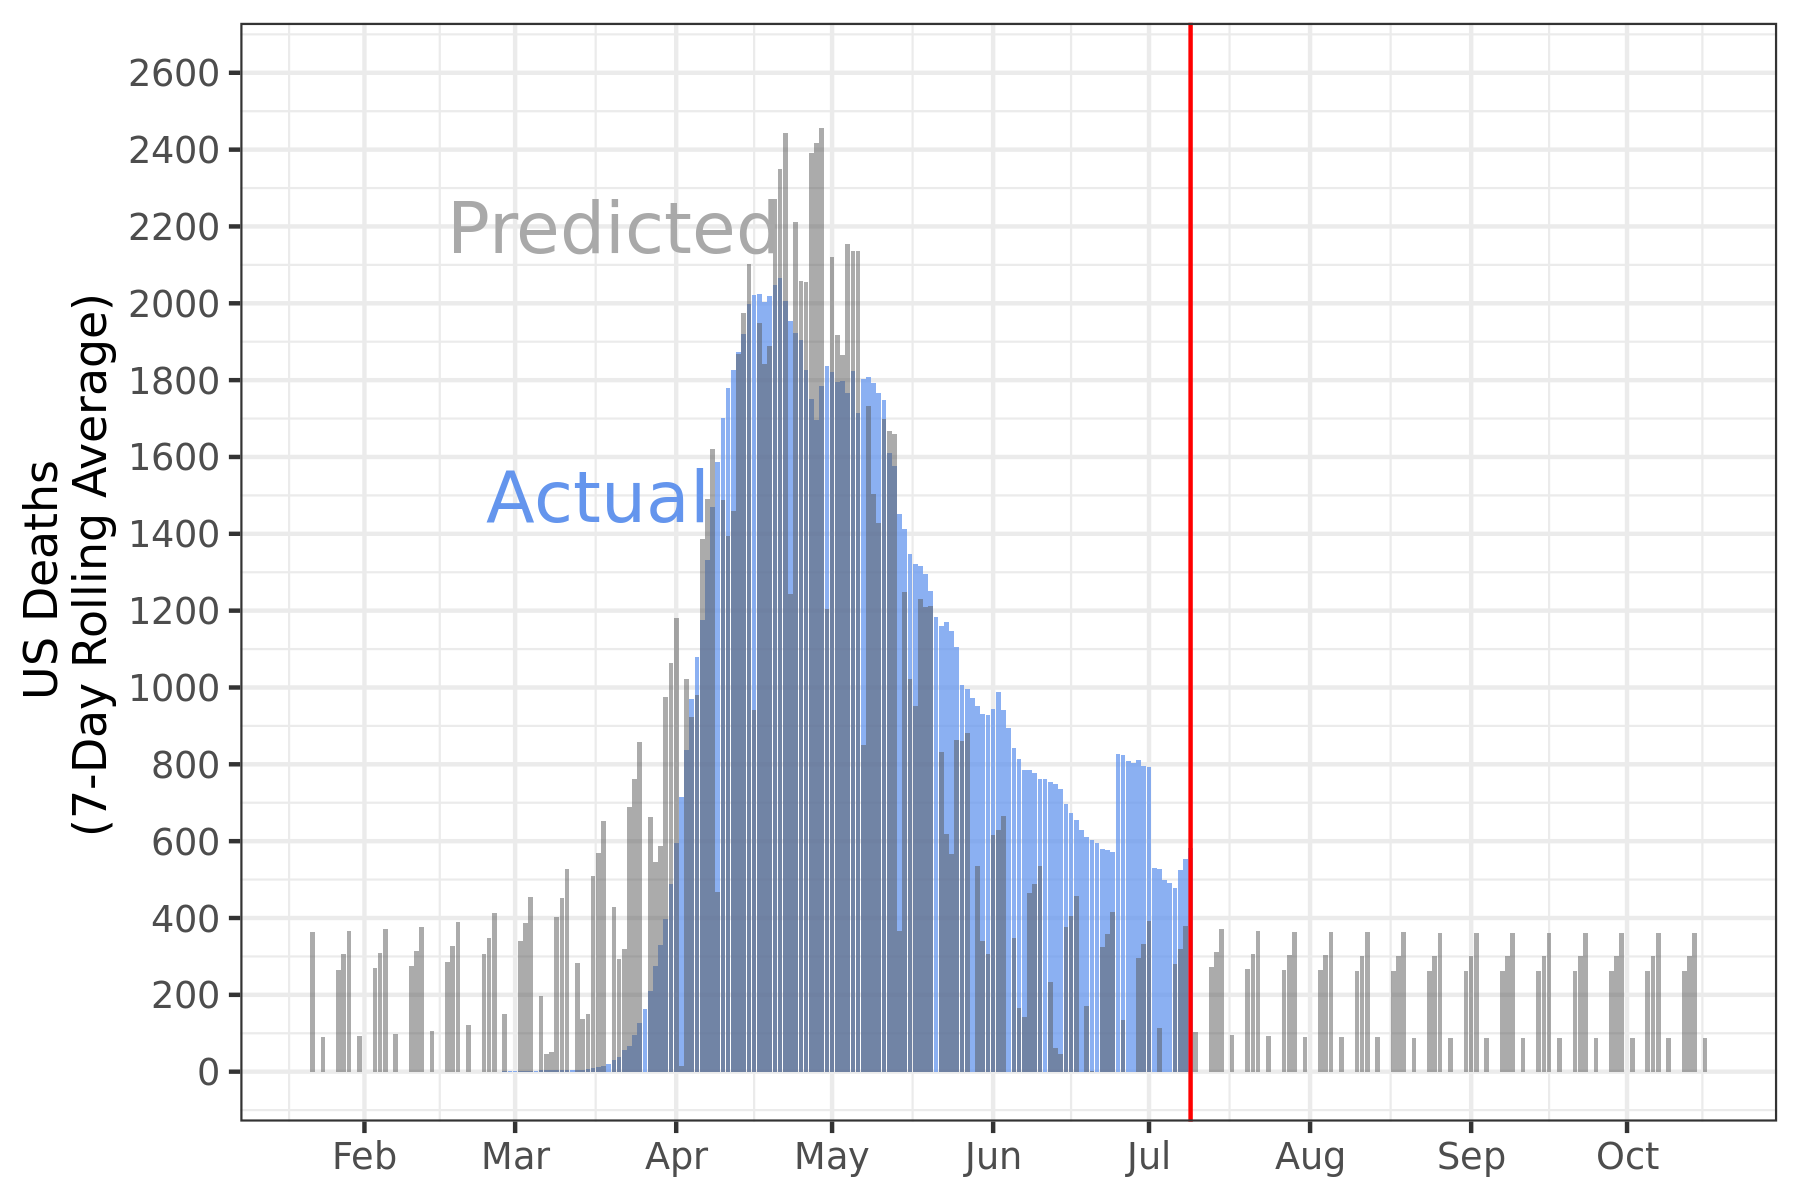 US Deaths
(7-Day Rolling Average)
2600
2400
2200
2000
1800
1600
1400
1200
1000
800
600
400
200
0
Predicted
Actual
Feb Mar Apr May Jun Jul Aug Sep Oct